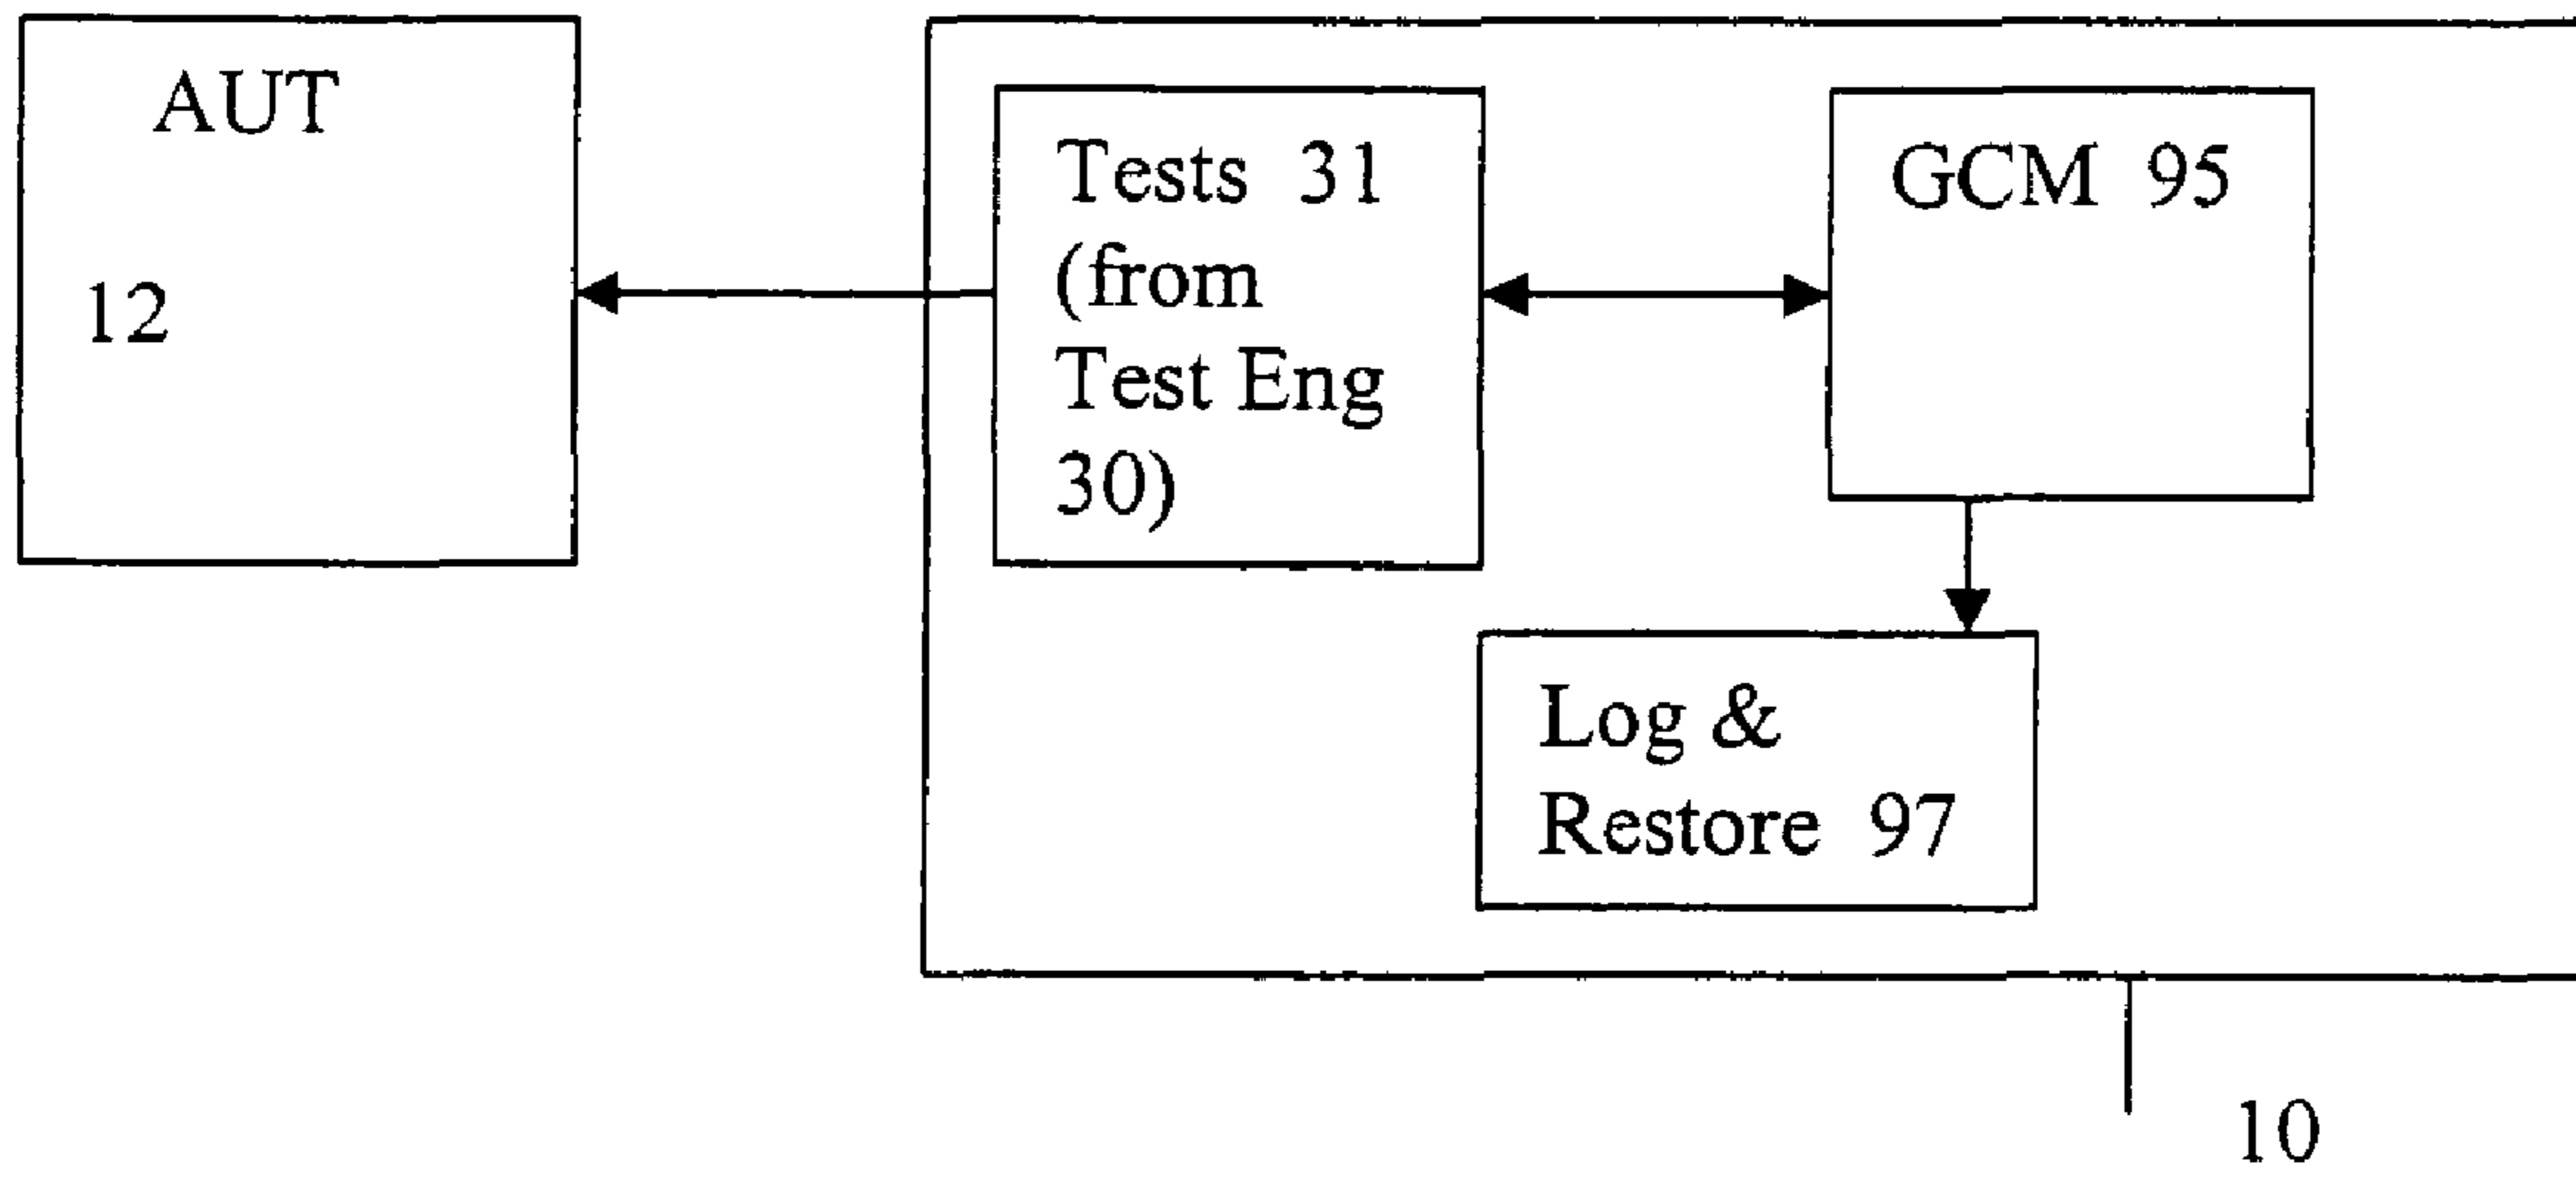 AUT
12
Tests 31
(from
Test Eng
30)
GCM 95
Log &
Restore 97
10